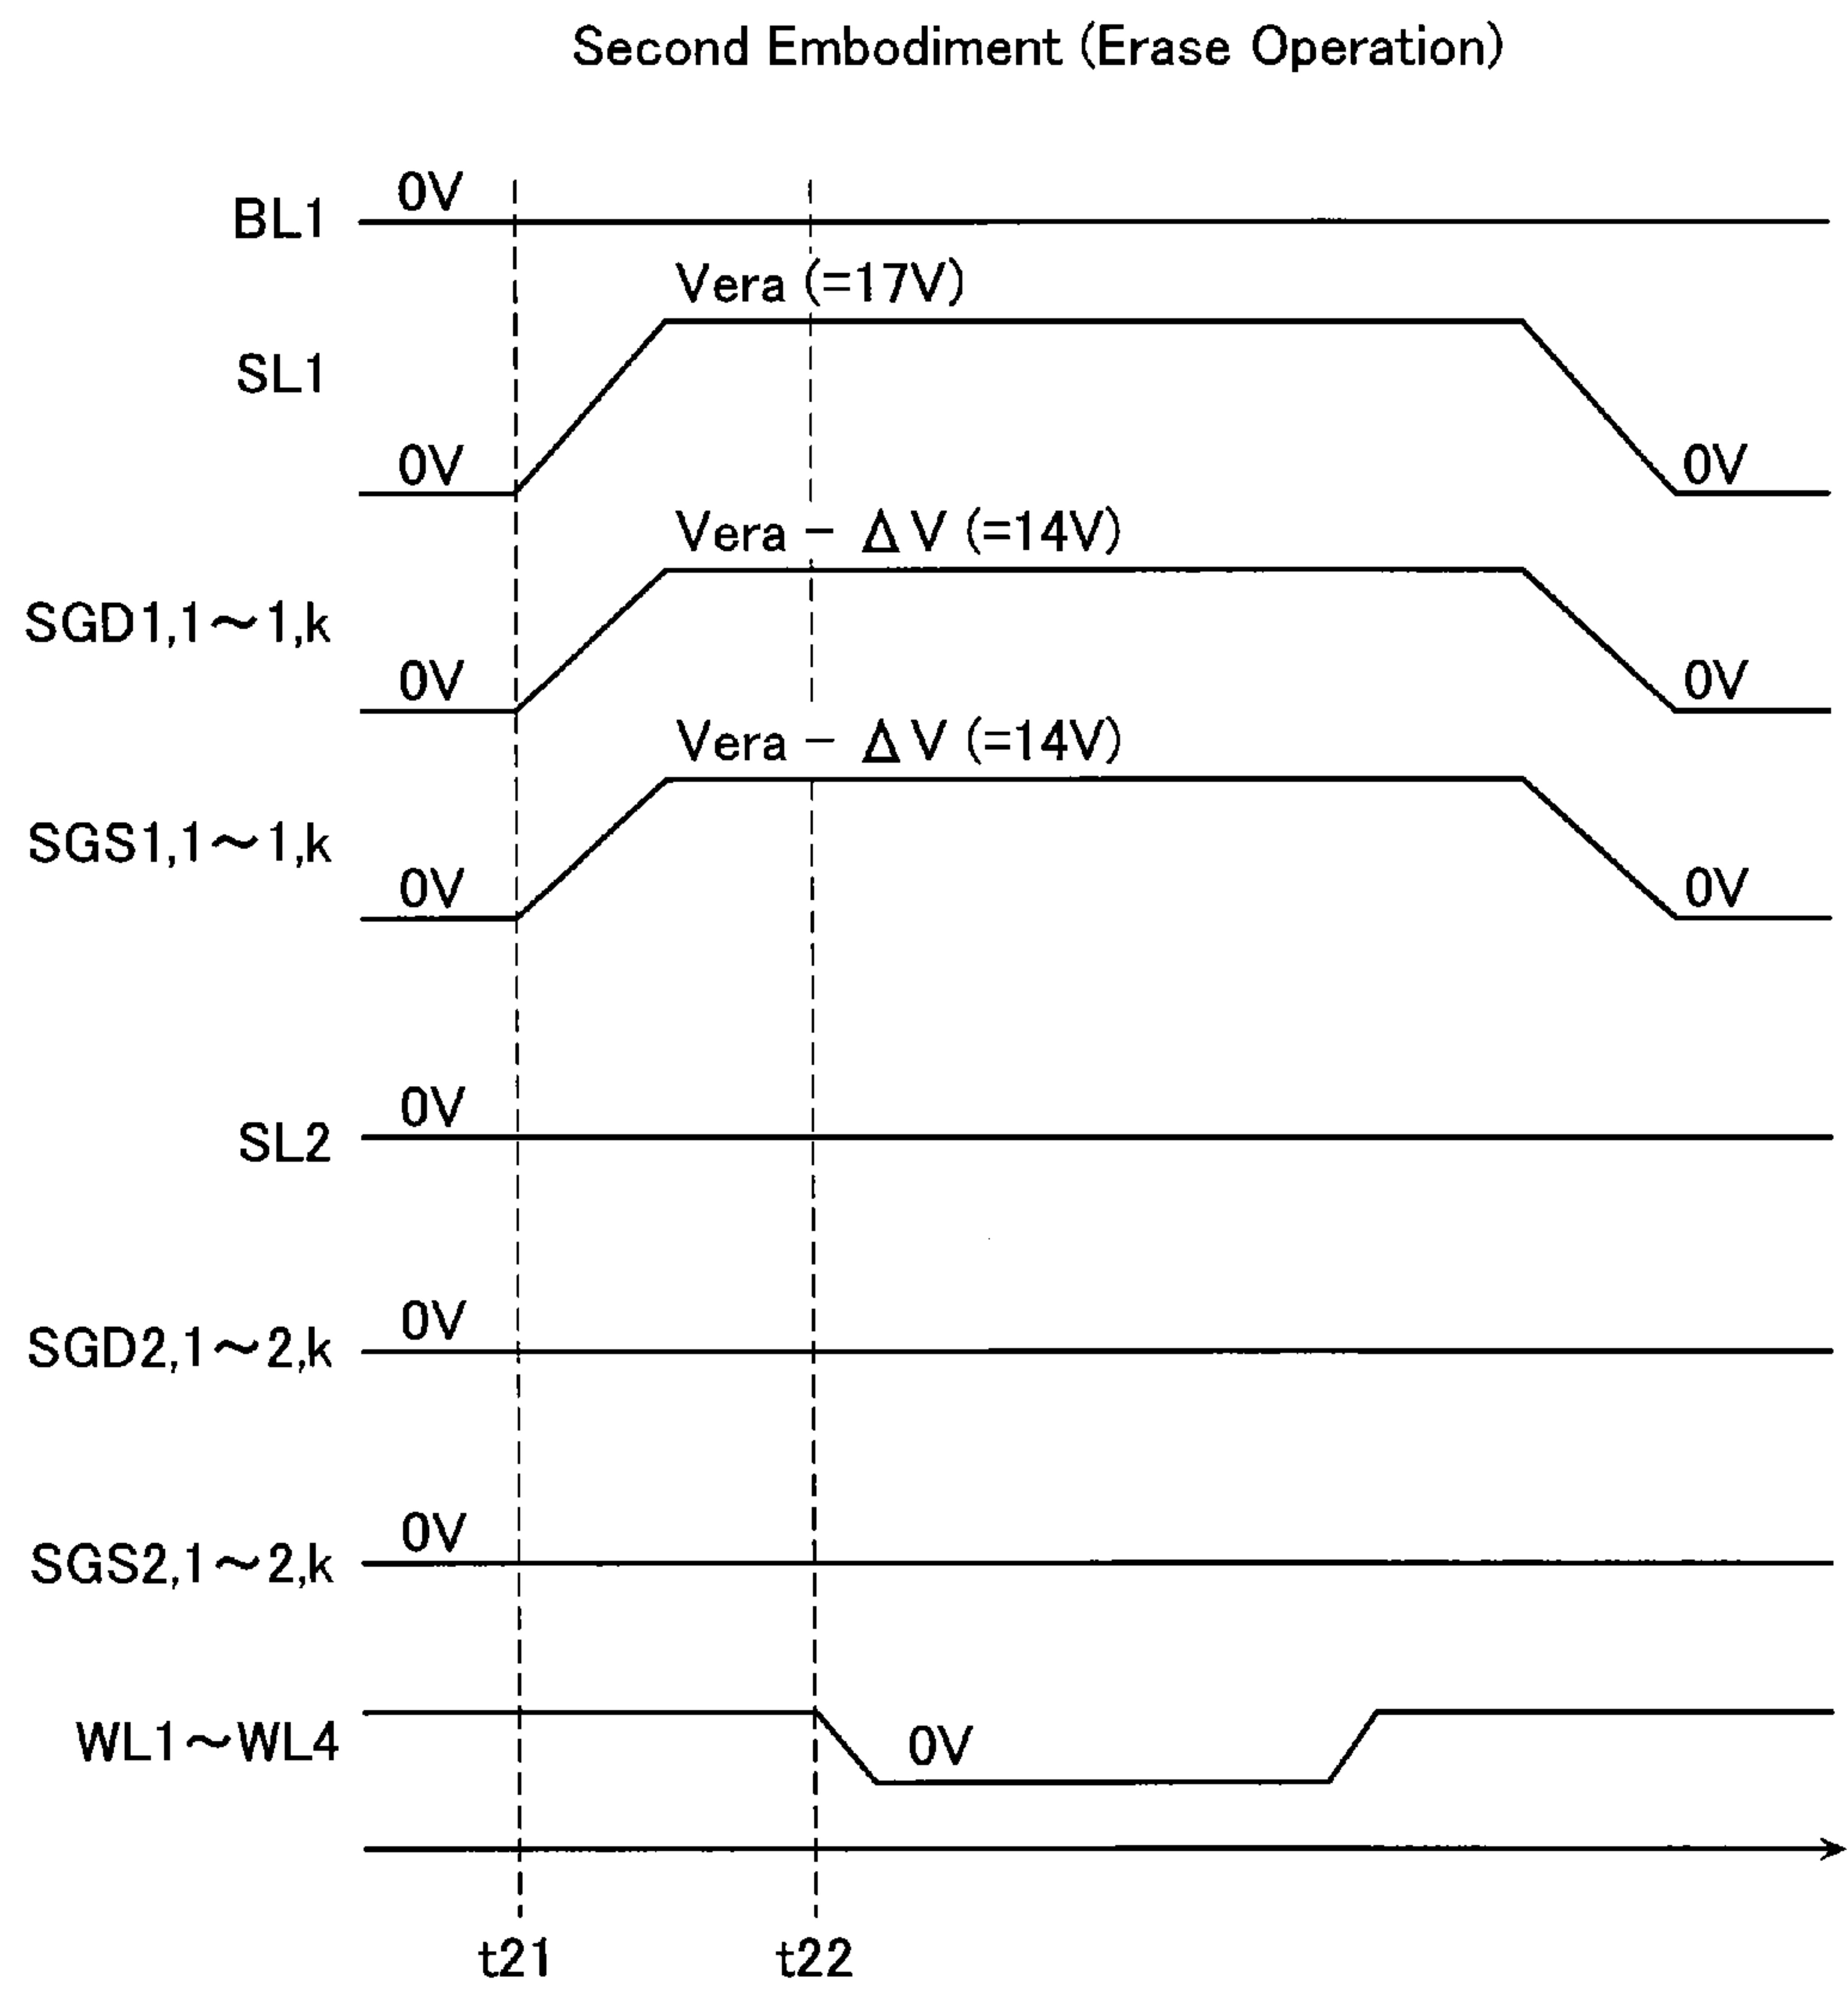 Second Embodiment (Erase Operation)
BL1 0V
Vera (=17V)
SL1
0V 0V
Vera − ΔV (=14V)
SGD1,1～1,k
0V 0V
Vera − ΔV (=14V)
SGS1,1～1,k
0V 0V
0V
SL2
0V
SGD2,1～2,k
0V
SGS2,1～2,k
WL1～WL4 0V
t21 t22